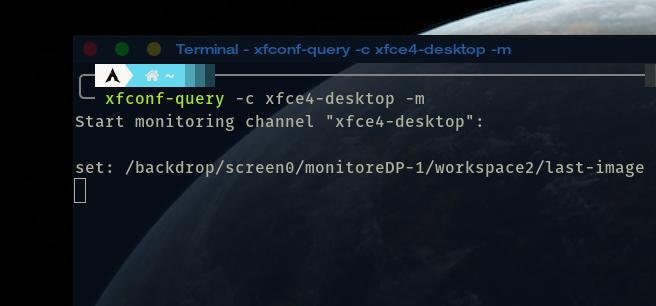 Terminal - xfconf-query -c xfce4-desktop -m
~
xfconf-query -c xfce4-desktop -m
Start monitoring channel "xfce4-desktop":
set: /backdrop/screen0/monitoreDP-1/workspace2/last-image